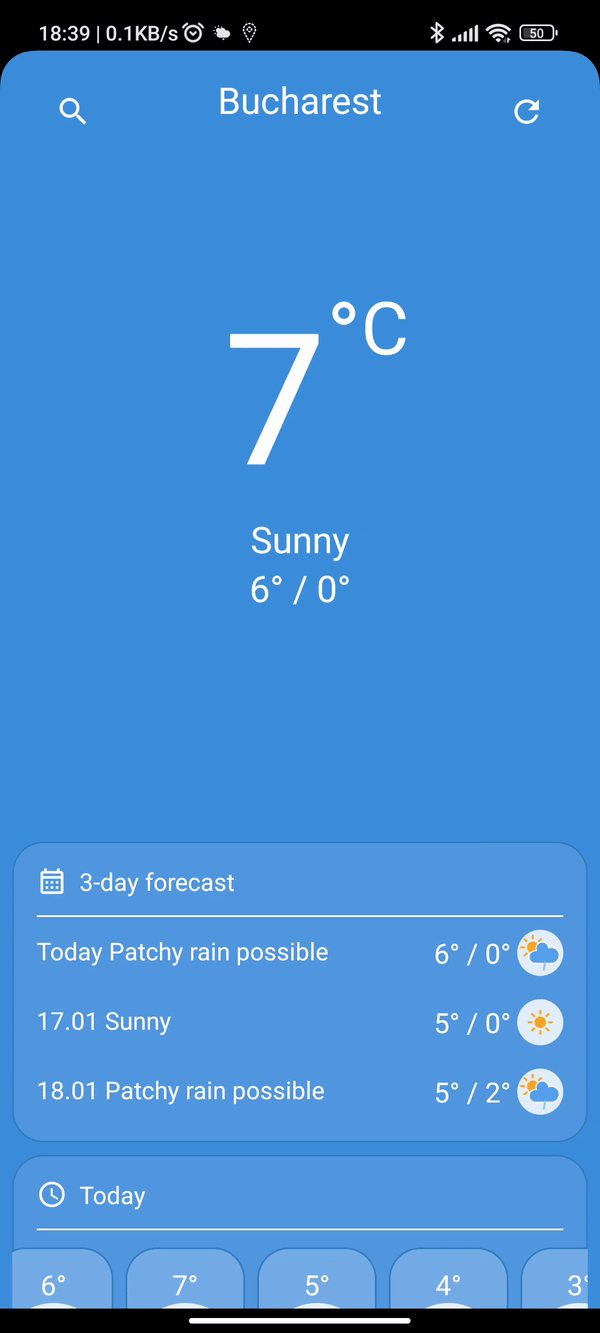 18:39 | 0.1KB/s
50
Bucharest
7°C
Sunny
6° / 0°
3-day forecast
Today Patchy rain possible 6° / 0°
17.01 Sunny 5° / 0°
18.01 Patchy rain possible 5° / 2°
Today
6° 7° 5° 4° 3°